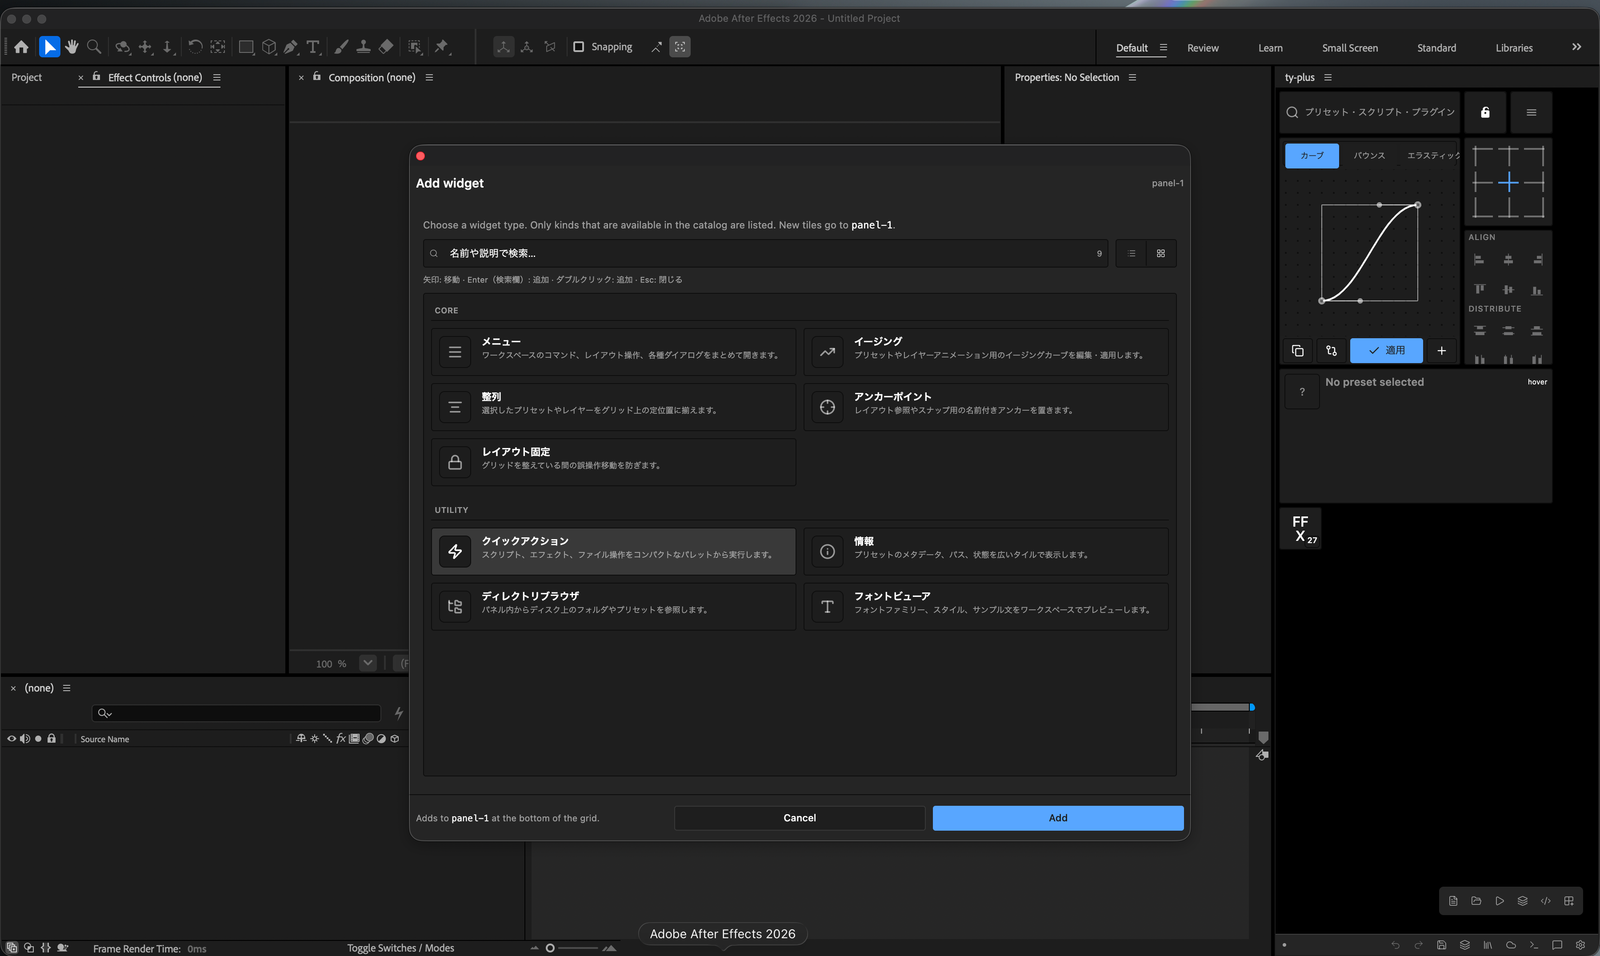 Adobe After Effects 2026 - Untitled Project
Snapping
Default
Review
Learn
Small Screen
Standard
Libraries
Project
Effect Controls (none)
Composition (none)
Properties: No Selection
ty-plus
プリセット・スクリプト・プラグイン
カーブ
バウンス
エラスティック
ALIGN
DISTRIBUTE
適用
No preset selected
hover
?
FF
X 27
Add widget
panel-1
Choose a widget type. Only kinds that are available in the catalog are listed. New tiles go to panel-1.
名前や説明で検索...
9
矢印: 移動 · Enter（検索欄）: 追加 · ダブルクリック: 追加 · Esc: 閉じる
CORE
メニュー
ワークスペースのコマンド、レイアウト操作、各種ダイアログをまとめて開きます。
イージング
プリセットやレイヤーアニメーション用のイージングカーブを編集・適用します。
整列
選択したプリセットやレイヤーをグリッド上の定位置に揃えます。
アンカーポイント
レイアウト参照やスナップ用の名前付きアンカーを置きます。
レイアウト固定
グリッドを整えている間の誤操作移動を防ぎます。
UTILITY
クイックアクション
スクリプト、エフェクト、ファイル操作をコンパクトなパレットから実行します。
情報
プリセットのメタデータ、パス、状態を広いタイルで表示します。
ディレクトリブラウザ
パネル内からディスク上のフォルダやプリセットを参照します。
フォントビューア
フォントファミリー、スタイル、サンプル文をワークスペースでプレビューします。
Adds to panel-1 at the bottom of the grid.
Cancel
Add
100 %
(none)
Source Name
fx
Frame Render Time: 0ms
Toggle Switches / Modes
Adobe After Effects 2026